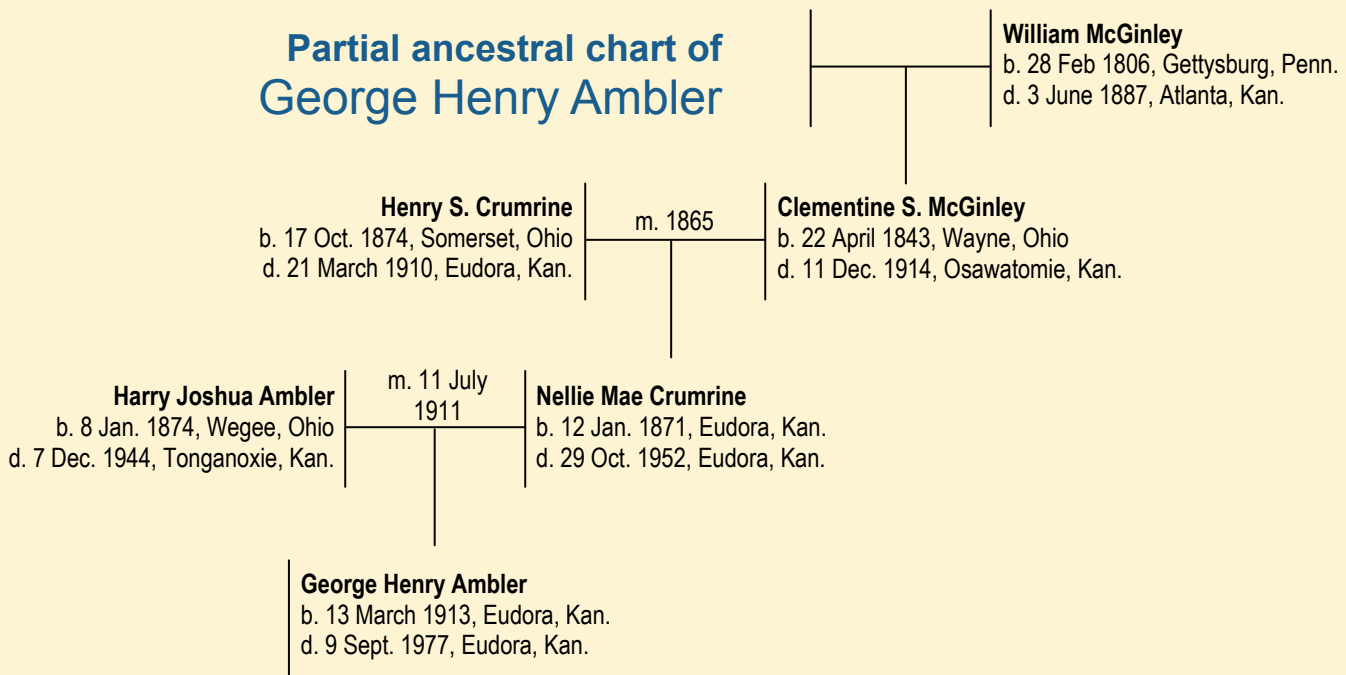 Partial ancestral chart of
George Henry Ambler
William McGinley
b. 28 Feb 1806, Gettysburg, Penn.
d. 3 June 1887, Atlanta, Kan.
Henry S. Crumrine
b. 17 Oct. 1874, Somerset, Ohio
d. 21 March 1910, Eudora, Kan.
m. 1865
Clementine S. McGinley
b. 22 April 1843, Wayne, Ohio
d. 11 Dec. 1914, Osawatomie, Kan.
Harry Joshua Ambler
b. 8 Jan. 1874, Wegee, Ohio
d. 7 Dec. 1944, Tonganoxie, Kan.
m. 11 July
1911
Nellie Mae Crumrine
b. 12 Jan. 1871, Eudora, Kan.
d. 29 Oct. 1952, Eudora, Kan.
George Henry Ambler
b. 13 March 1913, Eudora, Kan.
d. 9 Sept. 1977, Eudora, Kan.